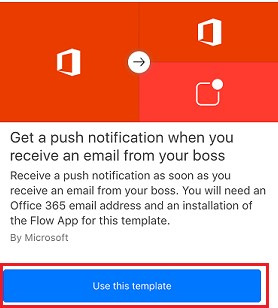 Get a push notification when you
receive an email from your boss
Receive a push notification as soon as you
receive an email from your boss. You will need an
Office 365 email address and an installation of
the Flow App for this template.
By Microsoft
Use this template